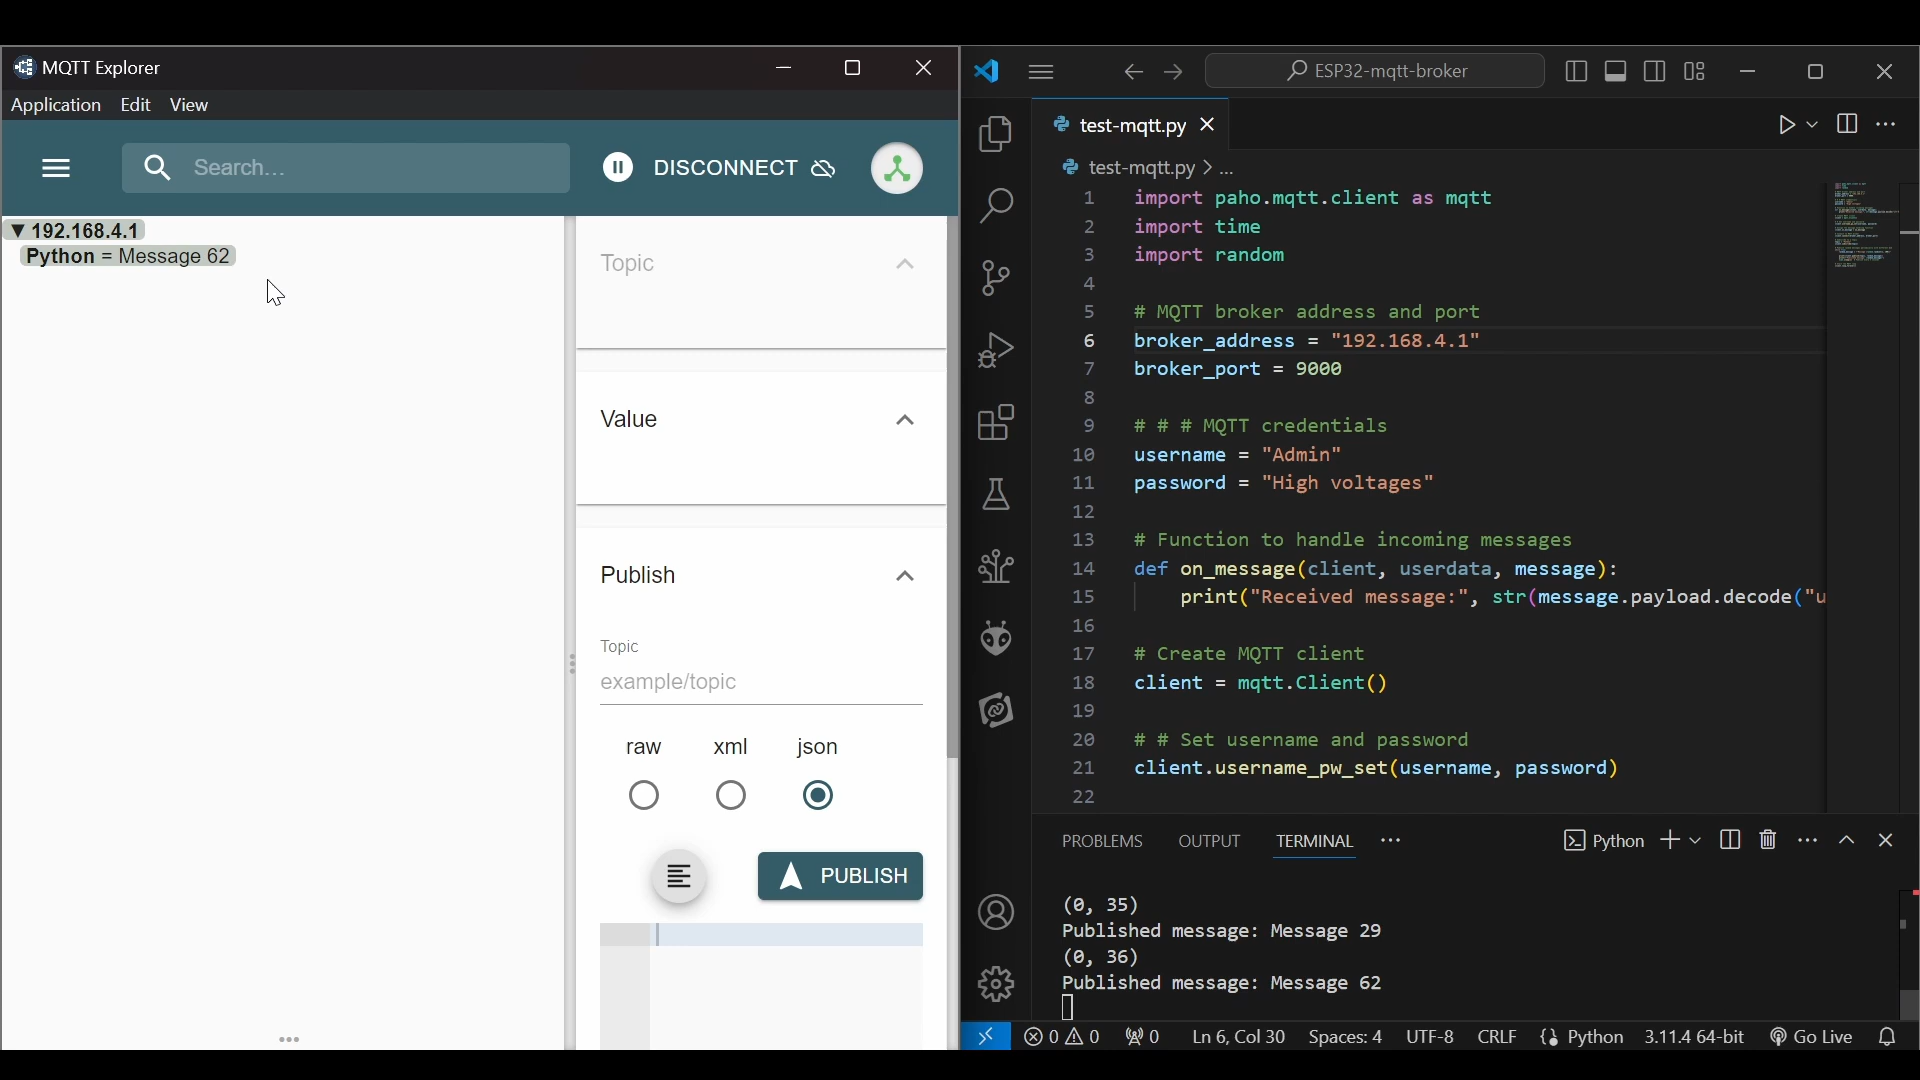 MQTT Explorer
Application Edit View
Search...
DISCONNECT
▼ 192.168.4.1
Python = Message 62
Topic
Value
Publish
Topic
example/topic
raw xml json
PUBLISH
ESP32-mqtt-broker
test-mqtt.py
test-mqtt.py > ...
1 import paho.mqtt.client as mqtt
2 import time
3 import random
4
5 # MQTT broker address and port
6 broker_address = "192.168.4.1"
7 broker_port = 9000
8
9 # # # MQTT credentials
10 username = "Admin"
11 password = "High voltages"
12
13 # Function to handle incoming messages
14 def on_message(client, userdata, message):
15 print("Received message:", str(message.payload.decode("u
16
17 # Create MQTT client
18 client = mqtt.Client()
19
20 # # Set username and password
21 client.username_pw_set(username, password)
22
PROBLEMS OUTPUT TERMINAL ... Python
(0, 35)
Published message: Message 29
(0, 36)
Published message: Message 62
0 0 0 Ln 6, Col 30 Spaces: 4 UTF-8 CRLF {} Python 3.11.4 64-bit Go Live